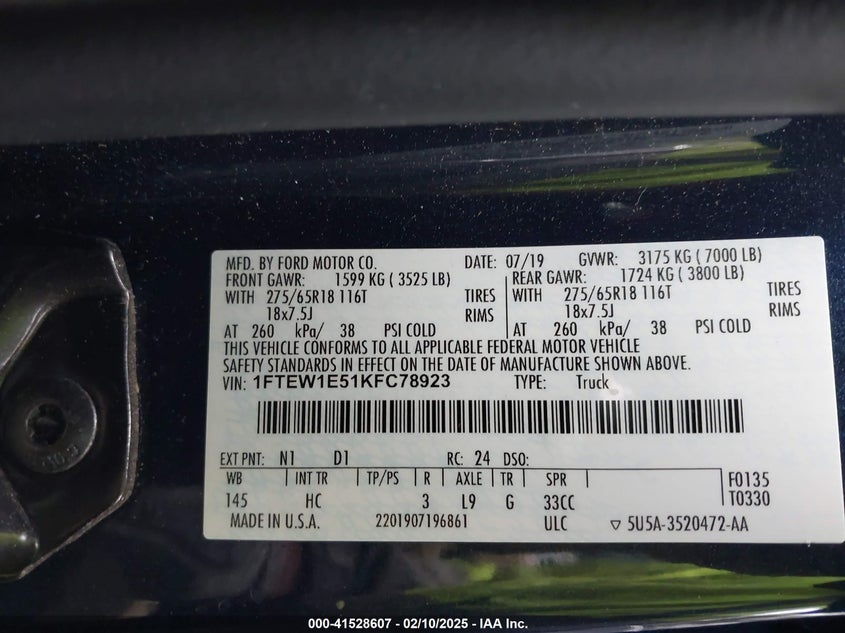 MFD. BY FORD MOTOR CO. DATE: 07/19 GVWR: 3175 KG ( 7000 LB)
FRONT GAWR: 1599 KG ( 3525 LB) REAR GAWR: 1724 KG ( 3800 LB)
WITH 275/65R18 116T TIRES WITH 275/65R18 116T TIRES
18x7.5J RIMS 18x7.5J RIMS
AT 260 kPa/ 38 PSI COLD AT 260 kPa/ 38 PSI COLD
THIS VEHICLE CONFORMS TO ALL APPLICABLE FEDERAL MOTOR VEHICLE
SAFETY STANDARDS IN EFFECT ON THE DATE OF MANUFACTURE SHOWN ABOVE.
VIN: 1FTEW1E51KFC78923 TYPE: Truck
EXT PNT: N1 D1 RC: 24 DSO:
WB INT TR TP/PS R AXLE TR SPR F0135
145 HC 3 L9 G 33CC T0330
MADE IN U.S.A. 2201907196861 ULC ▽ 5U5A-3520472-AA
000-41528607 - 02/10/2025 - IAA Inc.